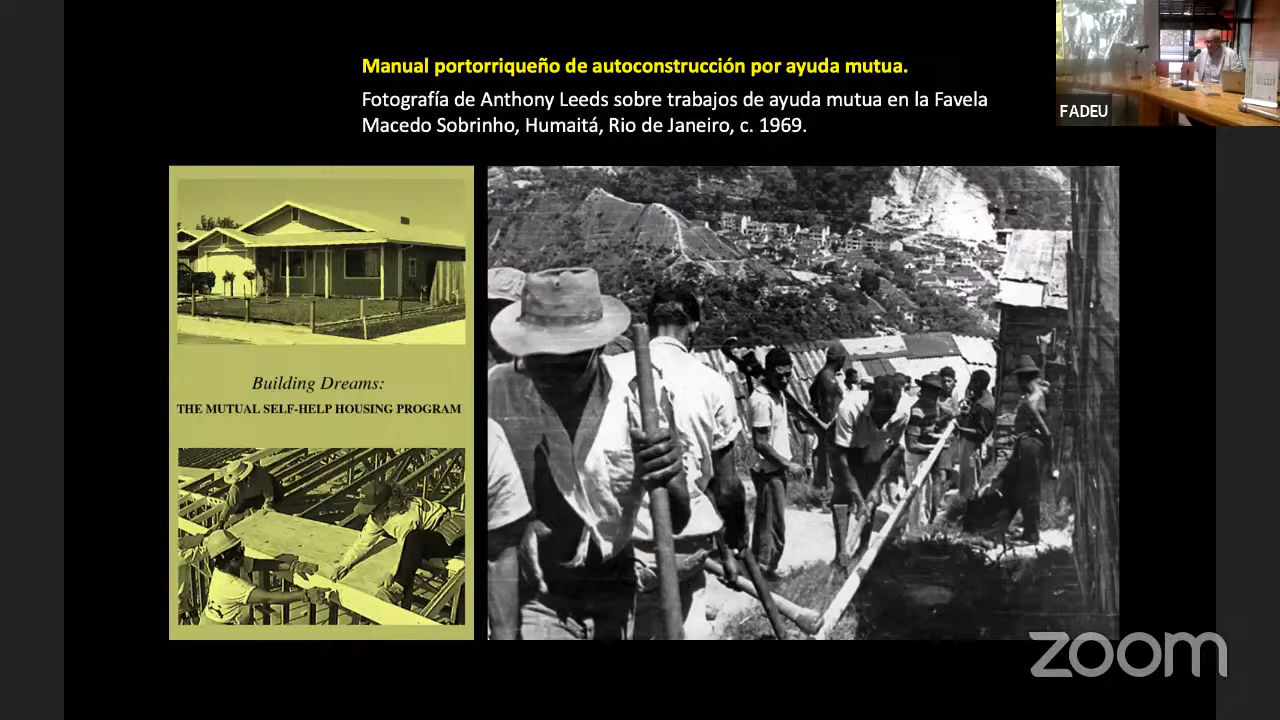 Manual portorriqueño de autoconstrucción por ayuda mutua.
Fotografía de Anthony Leeds sobre trabajos de ayuda mutua en la Favela
Macedo Sobrinho, Humaitá, Rio de Janeiro, c. 1969.
FADEU
Building Dreams:
THE MUTUAL SELF-HELP HOUSING PROGRAM
zoom